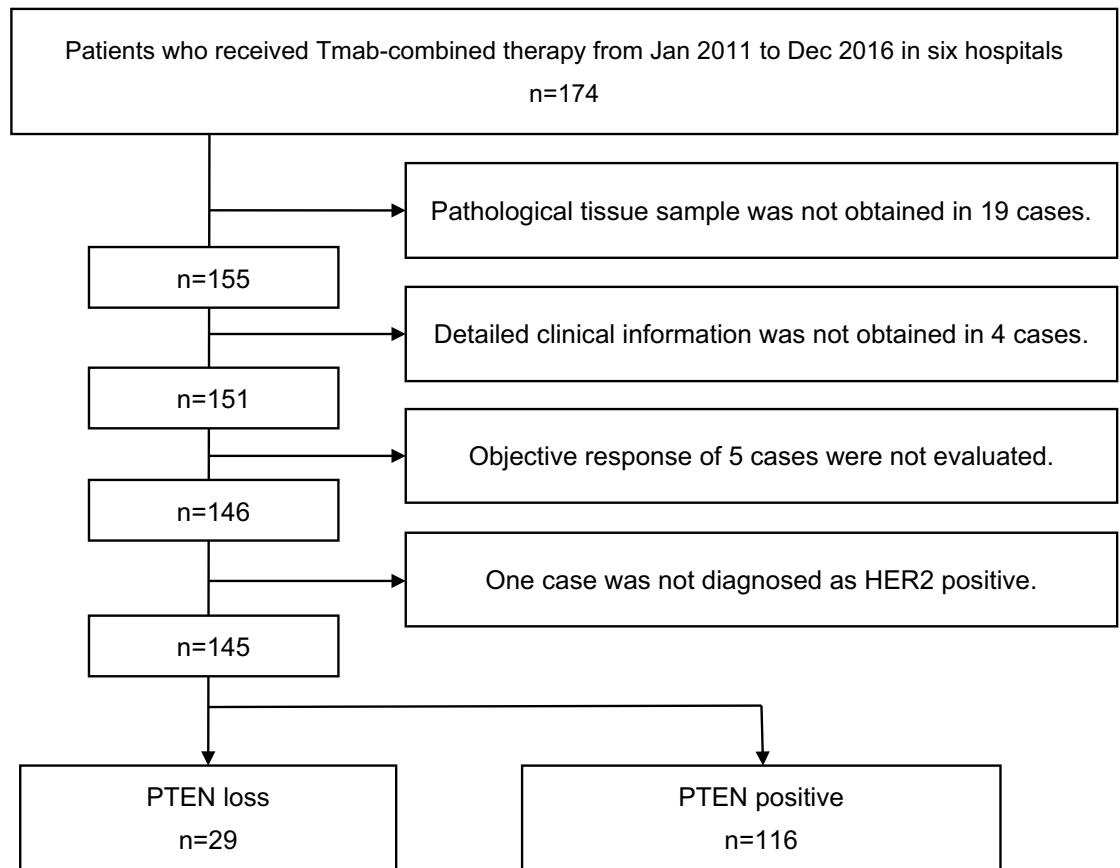 Patients who received Tmab-combined therapy from Jan 2011 to Dec 2016 in six hospitals
n=174
Pathological tissue sample was not obtained in 19 cases.
n=155
Detailed clinical information was not obtained in 4 cases.
n=151
Objective response of 5 cases were not evaluated.
n=146
One case was not diagnosed as HER2 positive.
n=145
PTEN loss
n=29
PTEN positive
n=116